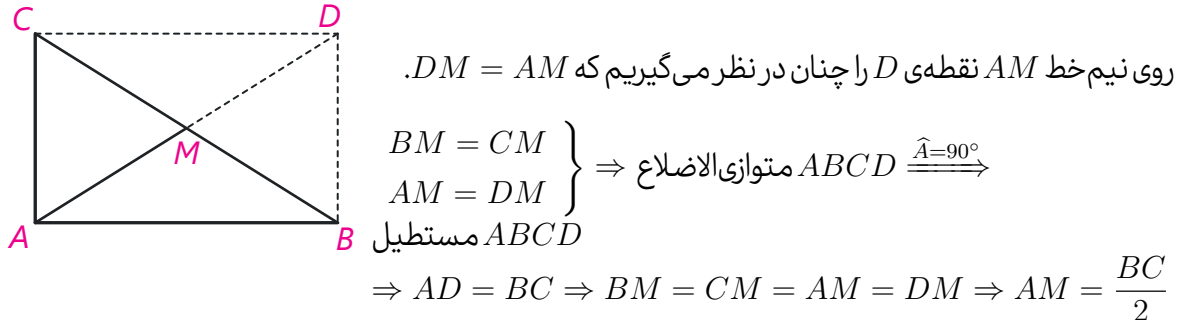 C D
M
A B
روی نیم‌خط AM نقطه‌ی D را چنان در نظر می‌گیریم که DM = AM.
BM = CM
AM = DM } ⇒ متوازی‌الاضلاع ABCD ⟹ (Â=90°)
ABCD مستطیل
⇒ AD = BC ⇒ BM = CM = AM = DM ⇒ AM = BC/2